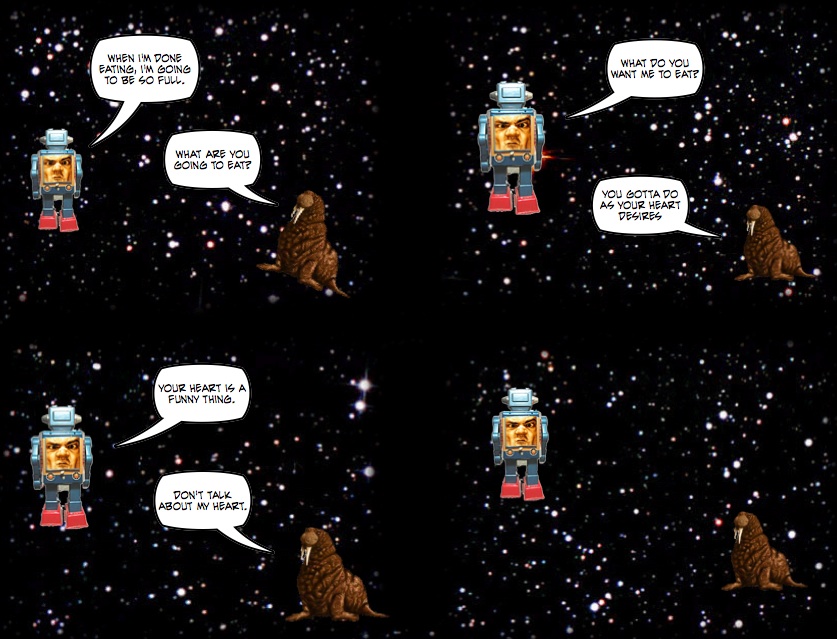 WHEN I'M DONE
EATING, I'M GOING
TO BE SO FULL.
WHAT ARE YOU
GOING TO EAT?
WHAT DO YOU
WANT ME TO EAT?
YOU GOTTA DO
AS YOUR HEART
DESIRES
YOUR HEART IS A
FUNNY THING.
DON'T TALK
ABOUT MY HEART.